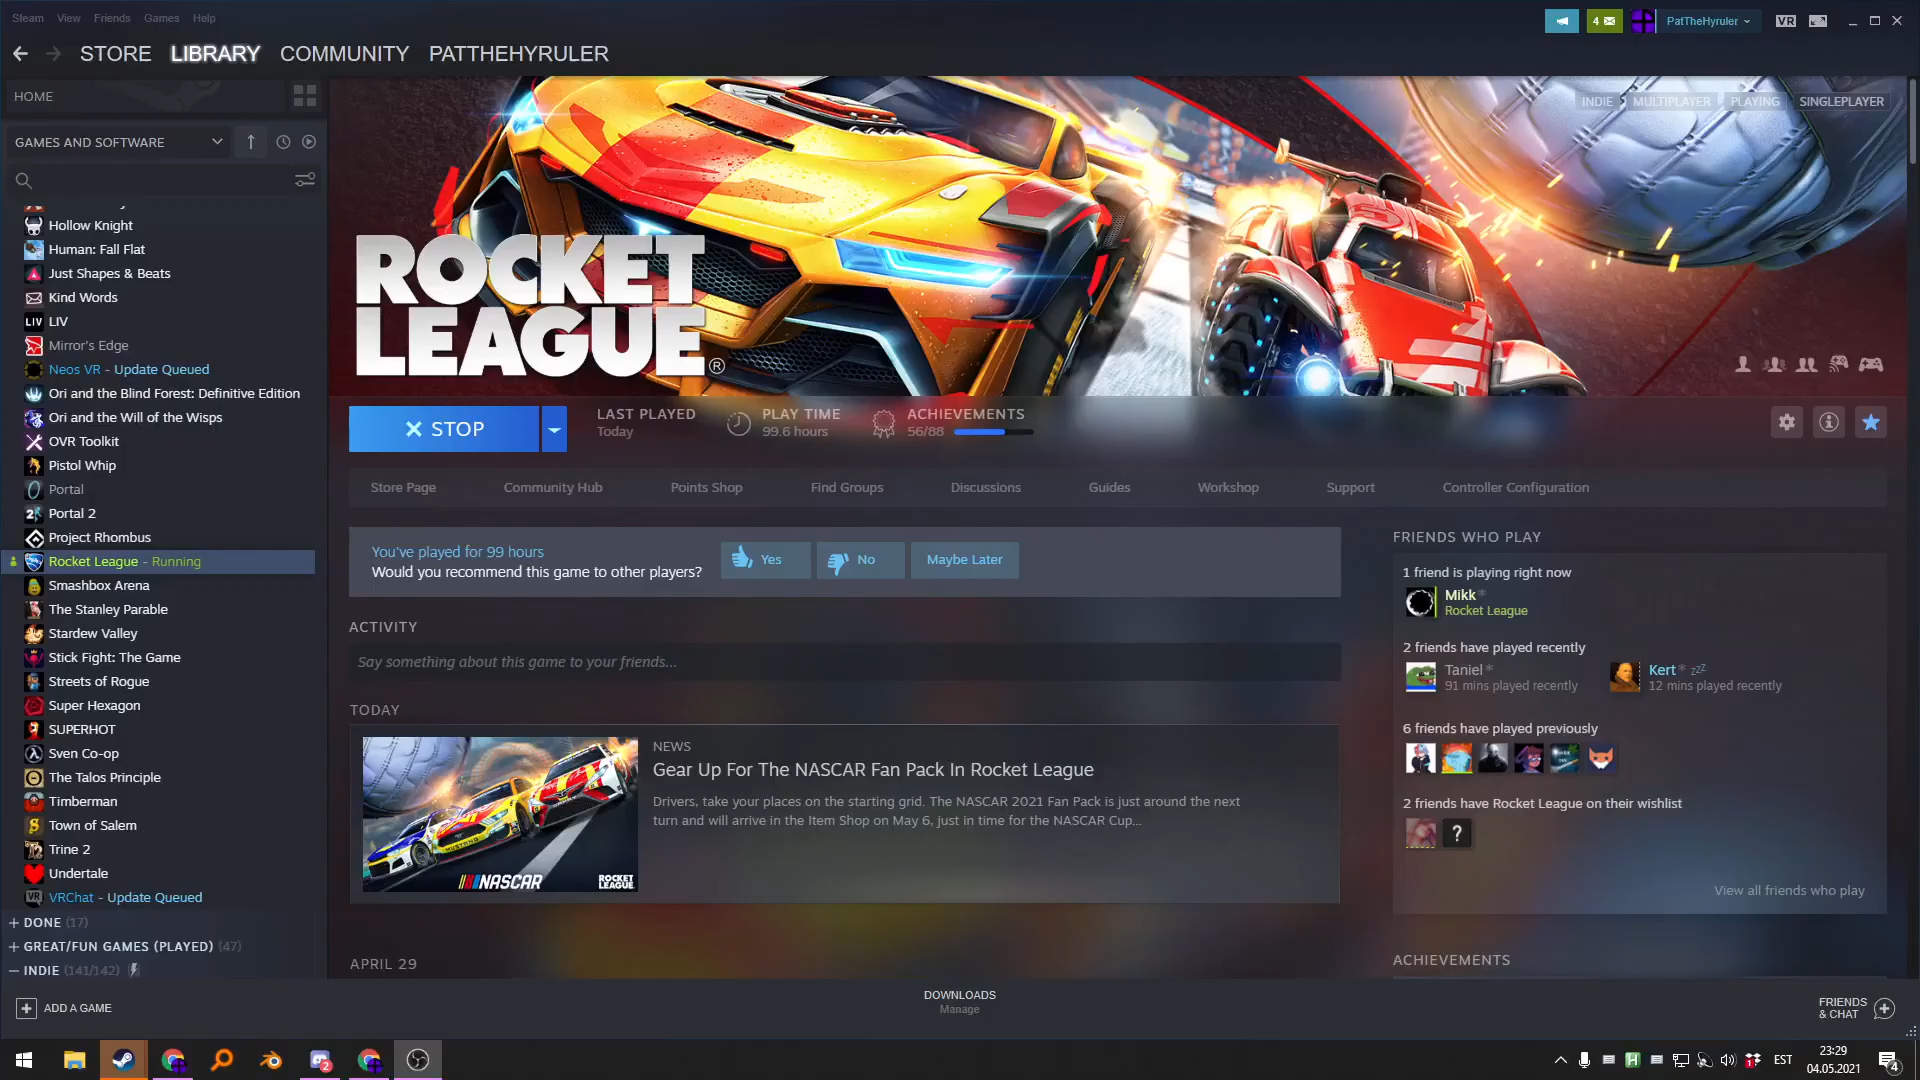 Steam View Friends Games Help
4
PatTheHyruler
VR
STORE LIBRARY COMMUNITY PATTHEHYRULER
HOME
GAMES AND SOFTWARE
Hollow Knight
Human: Fall Flat
Just Shapes & Beats
Kind Words
LIV LIV
Mirror's Edge
Neos VR - Update Queued
Ori and the Blind Forest: Definitive Edition
Ori and the Will of the Wisps
OVR Toolkit
Pistol Whip
Portal
Portal 2
Project Rhombus
Rocket League - Running
Smashbox Arena
The Stanley Parable
Stardew Valley
Stick Fight: The Game
Streets of Rogue
Super Hexagon
SUPERHOT
Sven Co-op
The Talos Principle
Timberman
Town of Salem
Trine 2
Undertale
VRChat - Update Queued
+ DONE (17)
+ GREAT/FUN GAMES (PLAYED) (47)
– INDIE (141/142)
+ ADD A GAME
INDIE MULTIPLAYER PLAYING SINGLEPLAYER
ROCKET
LEAGUE ®
STOP
LAST PLAYED
Today
PLAY TIME
99.6 hours
ACHIEVEMENTS
56/88
Store Page Community Hub Points Shop Find Groups Discussions Guides Workshop Support Controller Configuration
You've played for 99 hours
Would you recommend this game to other players?
Yes No Maybe Later
ACTIVITY
Say something about this game to your friends...
TODAY
NEWS
Gear Up For The NASCAR Fan Pack In Rocket League
Drivers, take your places on the starting grid. The NASCAR 2021 Fan Pack is just around the next
turn and will arrive in the Item Shop on May 6, just in time for the NASCAR Cup...
MUSTANG
NASCAR
ROCKET
LEAGUE
APRIL 29
FRIENDS WHO PLAY
1 friend is playing right now
Mikk *
Rocket League
2 friends have played recently
Taniel *
91 mins played recently
Kert * zzz
12 mins played recently
6 friends have played previously
2 friends have Rocket League on their wishlist
?
View all friends who play
ACHIEVEMENTS
DOWNLOADS
Manage
FRIENDS
& CHAT
2
EST
23:29
04.05.2021
4